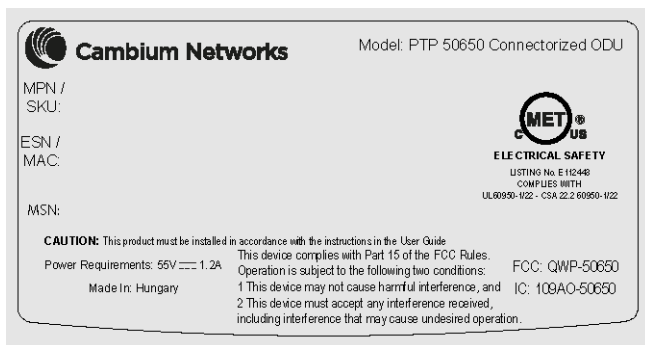 Cambium Networks
Model: PTP 50650 Connectorized ODU
MPN /
SKU:
ESN /
MAC:
MSN:
MET
®
C US
ELECTRICAL SAFETY
LISTING No. E112448
COMPLIES WITH
UL60950-1/22 - CSA 22.2 60950-1/22
CAUTION: This product must be installed in accordance with the instructions in the User Guide
Power Requirements: 55V ⎓ 1.2A
Made In: Hungary
This device complies with Part 15 of the FCC Rules.
Operation is subject to the following two conditions:
1 This device may not cause harmful interference, and
2 This device must accept any interference received,
including interference that may cause undesired operation.
FCC: QWP-50650
IC: 109AO-50650